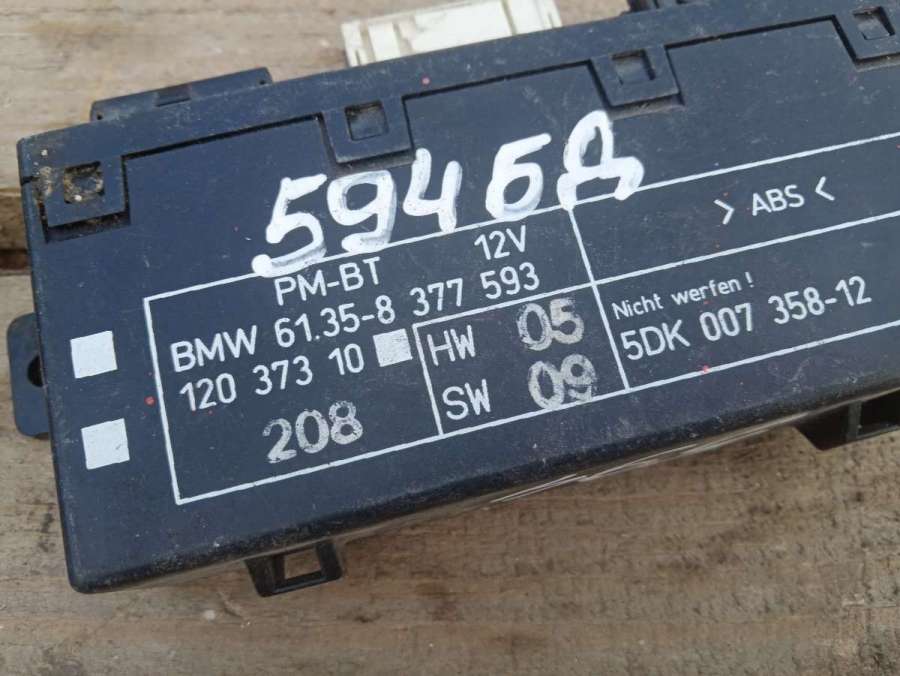 5946Д
PM-BT 12V
BMW 61.35-8 377 593
120 373 10
208
HW 05
SW 09
> ABS <
Nicht werfen!
5DK 007 358-12